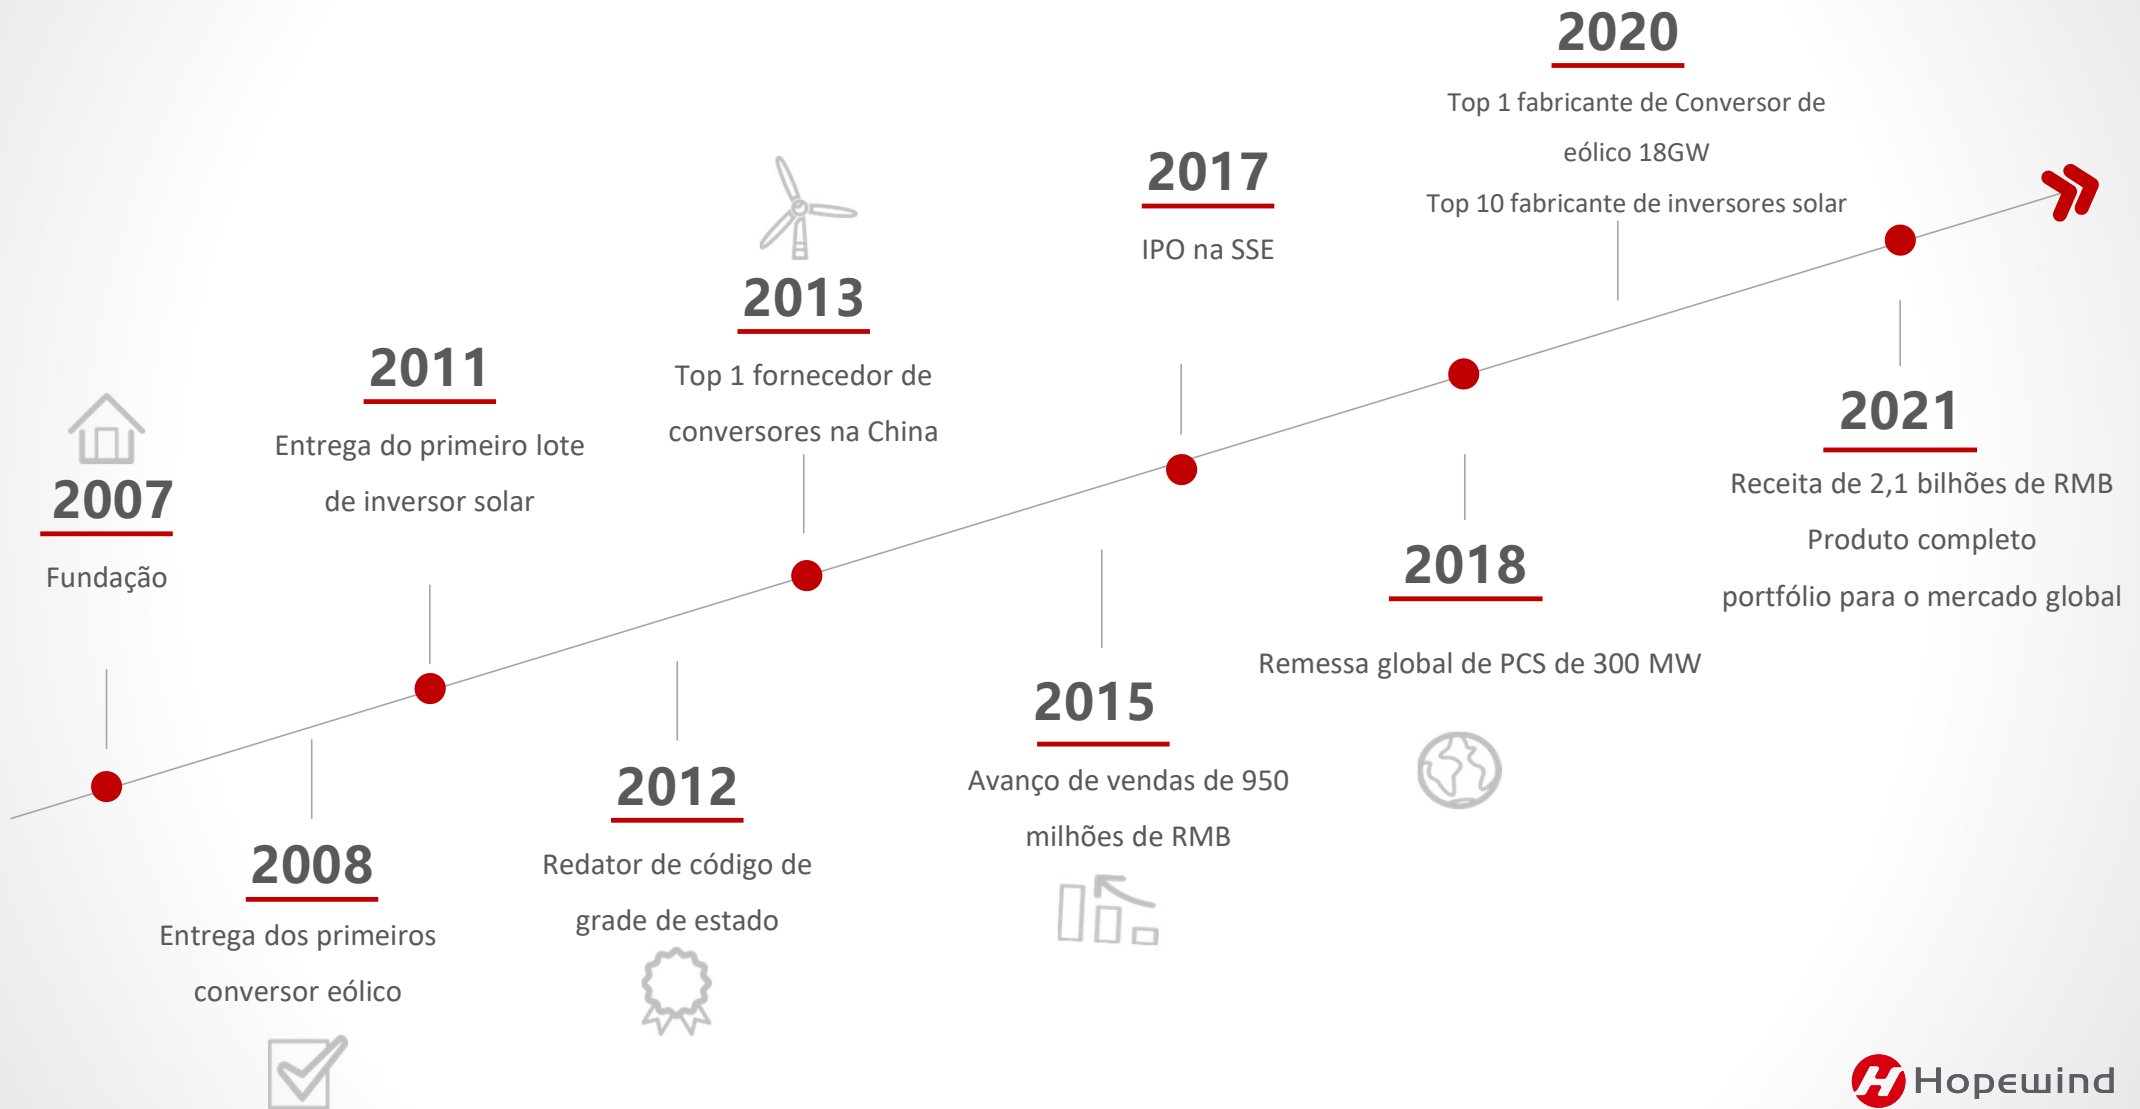 2007
Fundação
2008
Entrega dos primeiros
conversor eólico
2011
Entrega do primeiro lote
de inversor solar
2012
Redator de código de
grade de estado
2013
Top 1 fornecedor de
conversores na China
2015
Avanço de vendas de 950
milhões de RMB
2017
IPO na SSE
2018
Remessa global de PCS de 300 MW
2020
Top 1 fabricante de Conversor de
eólico 18GW
Top 10 fabricante de inversores solar
2021
Receita de 2,1 bilhões de RMB
Produto completo
portfólio para o mercado global
Hopewind